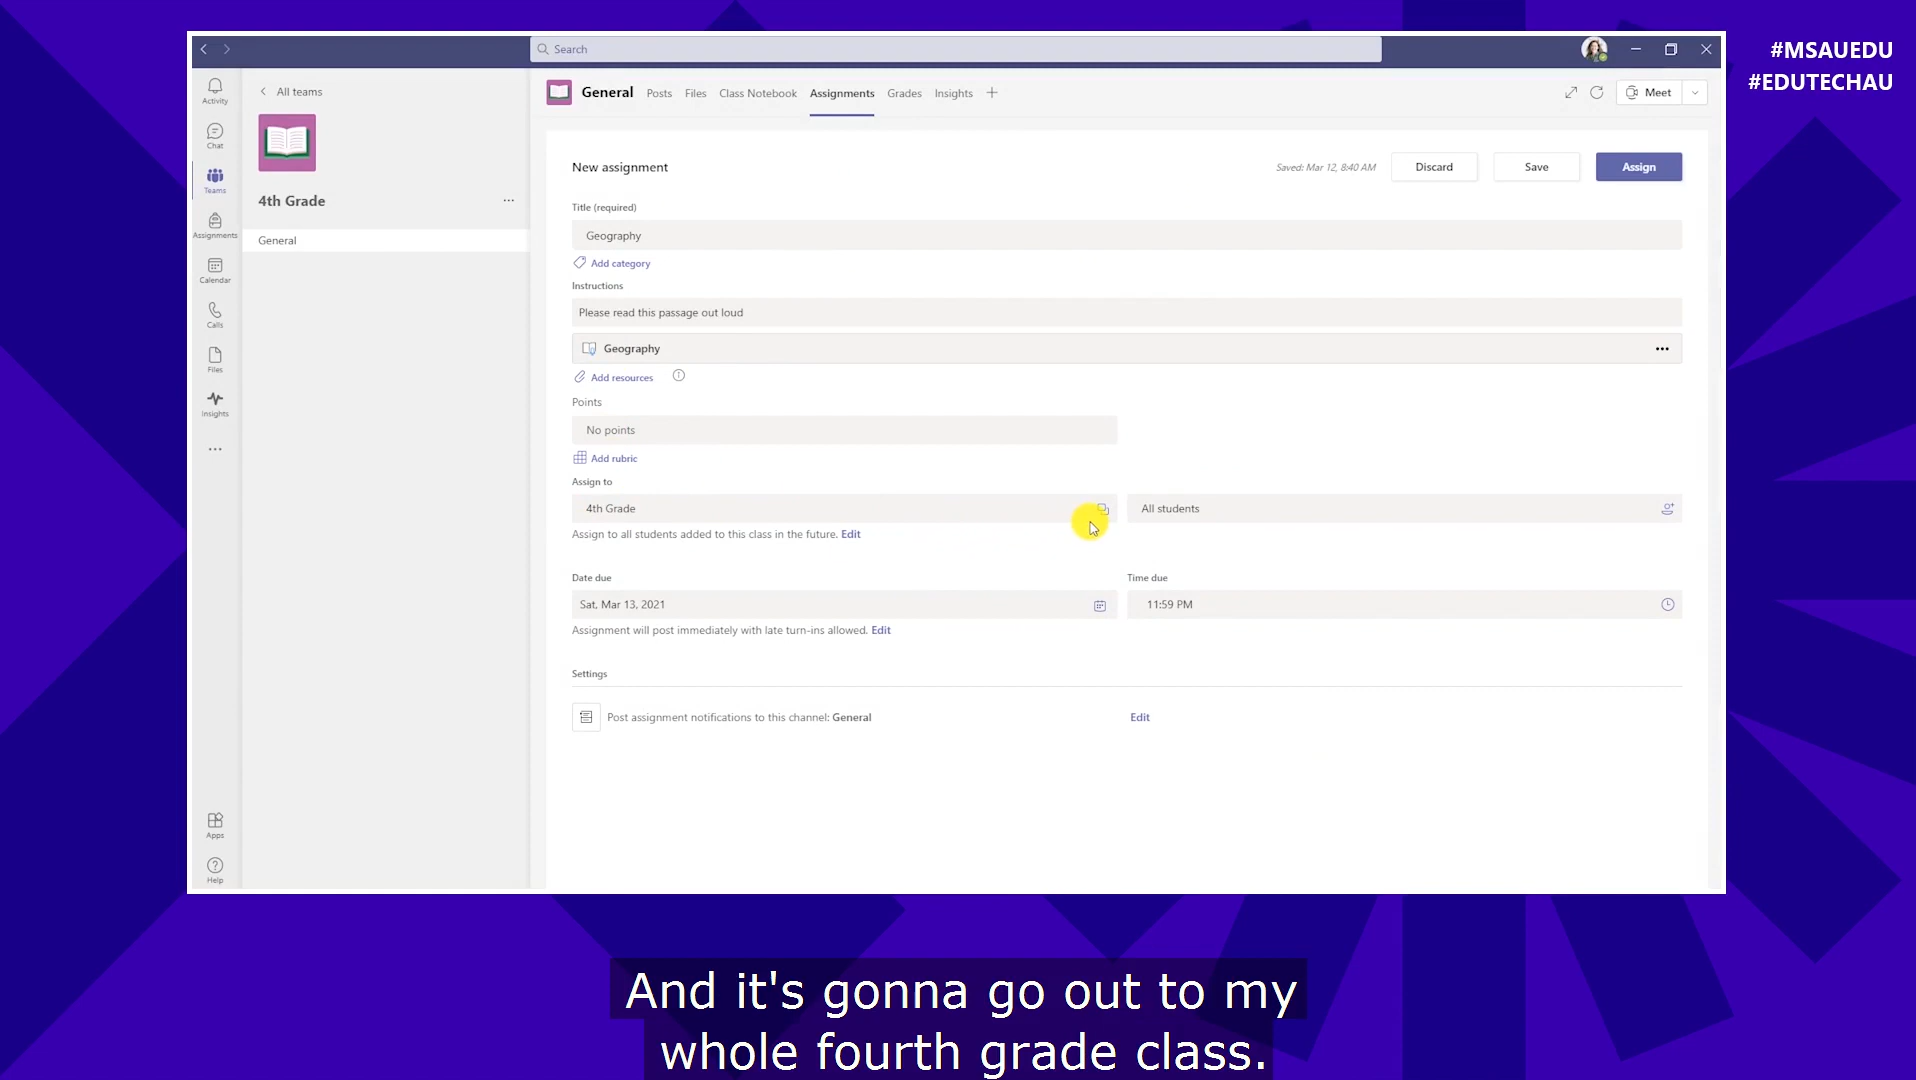 Search
#MSAUEDU
#EDUTECHAU
Activity
Chat
Teams
Assignments
Calendar
Calls
Files
Insights
Apps
Help
All teams
4th Grade
General
General Posts Files Class Notebook Assignments Grades Insights
Meet
New assignment
Saved: Mar 12, 8:40 AM Discard Save Assign
Title (required)
Geography
Add category
Instructions
Please read this passage out loud
Geography
Add resources
Points
No points
Add rubric
Assign to
4th Grade All students
Assign to all students added to this class in the future. Edit
Date due Time due
Sat, Mar 13, 2021 11:59 PM
Assignment will post immediately with late turn-ins allowed. Edit
Settings
Post assignment notifications to this channel: General Edit
And it's gonna go out to my
whole fourth grade class.